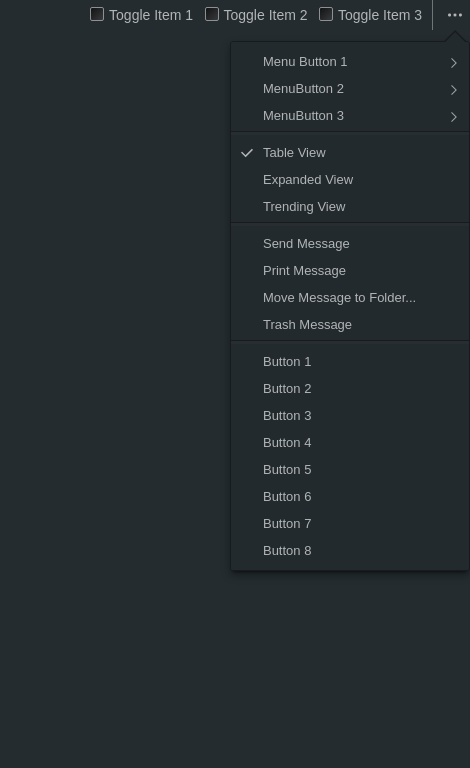 Toggle Item 1 Toggle Item 2 Toggle Item 3
Menu Button 1
MenuButton 2
MenuButton 3
Table View
Expanded View
Trending View
Send Message
Print Message
Move Message to Folder...
Trash Message
Button 1
Button 2
Button 3
Button 4
Button 5
Button 6
Button 7
Button 8